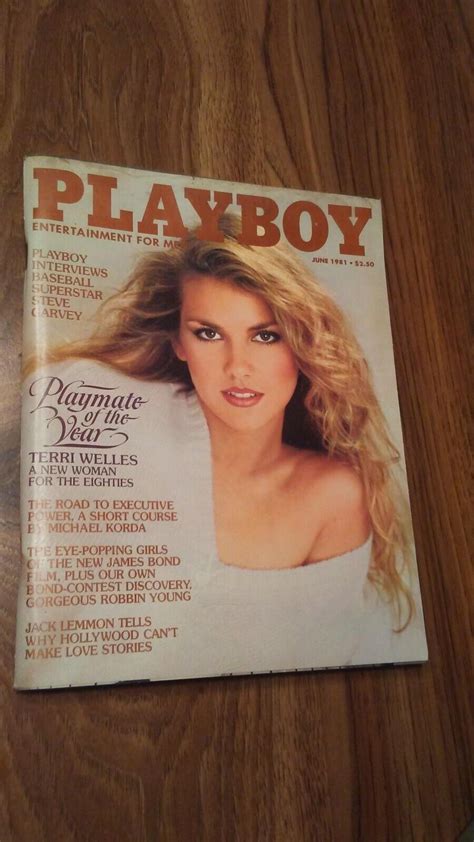 PLAYBOY
ENTERTAINMENT FOR ME
JUNE 1981 • $2.50
PLAYBOY
INTERVIEWS
BASEBALL
SUPERSTAR
STEVE
GARVEY
Playmate
of the
Year
TERRI WELLES
A NEW WOMAN
FOR THE EIGHTIES
THE ROAD TO EXECUTIVE
POWER, A SHORT COURSE
BY MICHAEL KORDA
THE EYE-POPPING GIRLS
OF THE NEW JAMES BOND
FILM, PLUS OUR OWN
BOND-CONTEST DISCOVERY,
GORGEOUS ROBBIN YOUNG
JACK LEMMON TELLS
WHY HOLLYWOOD CAN'T
MAKE LOVE STORIES